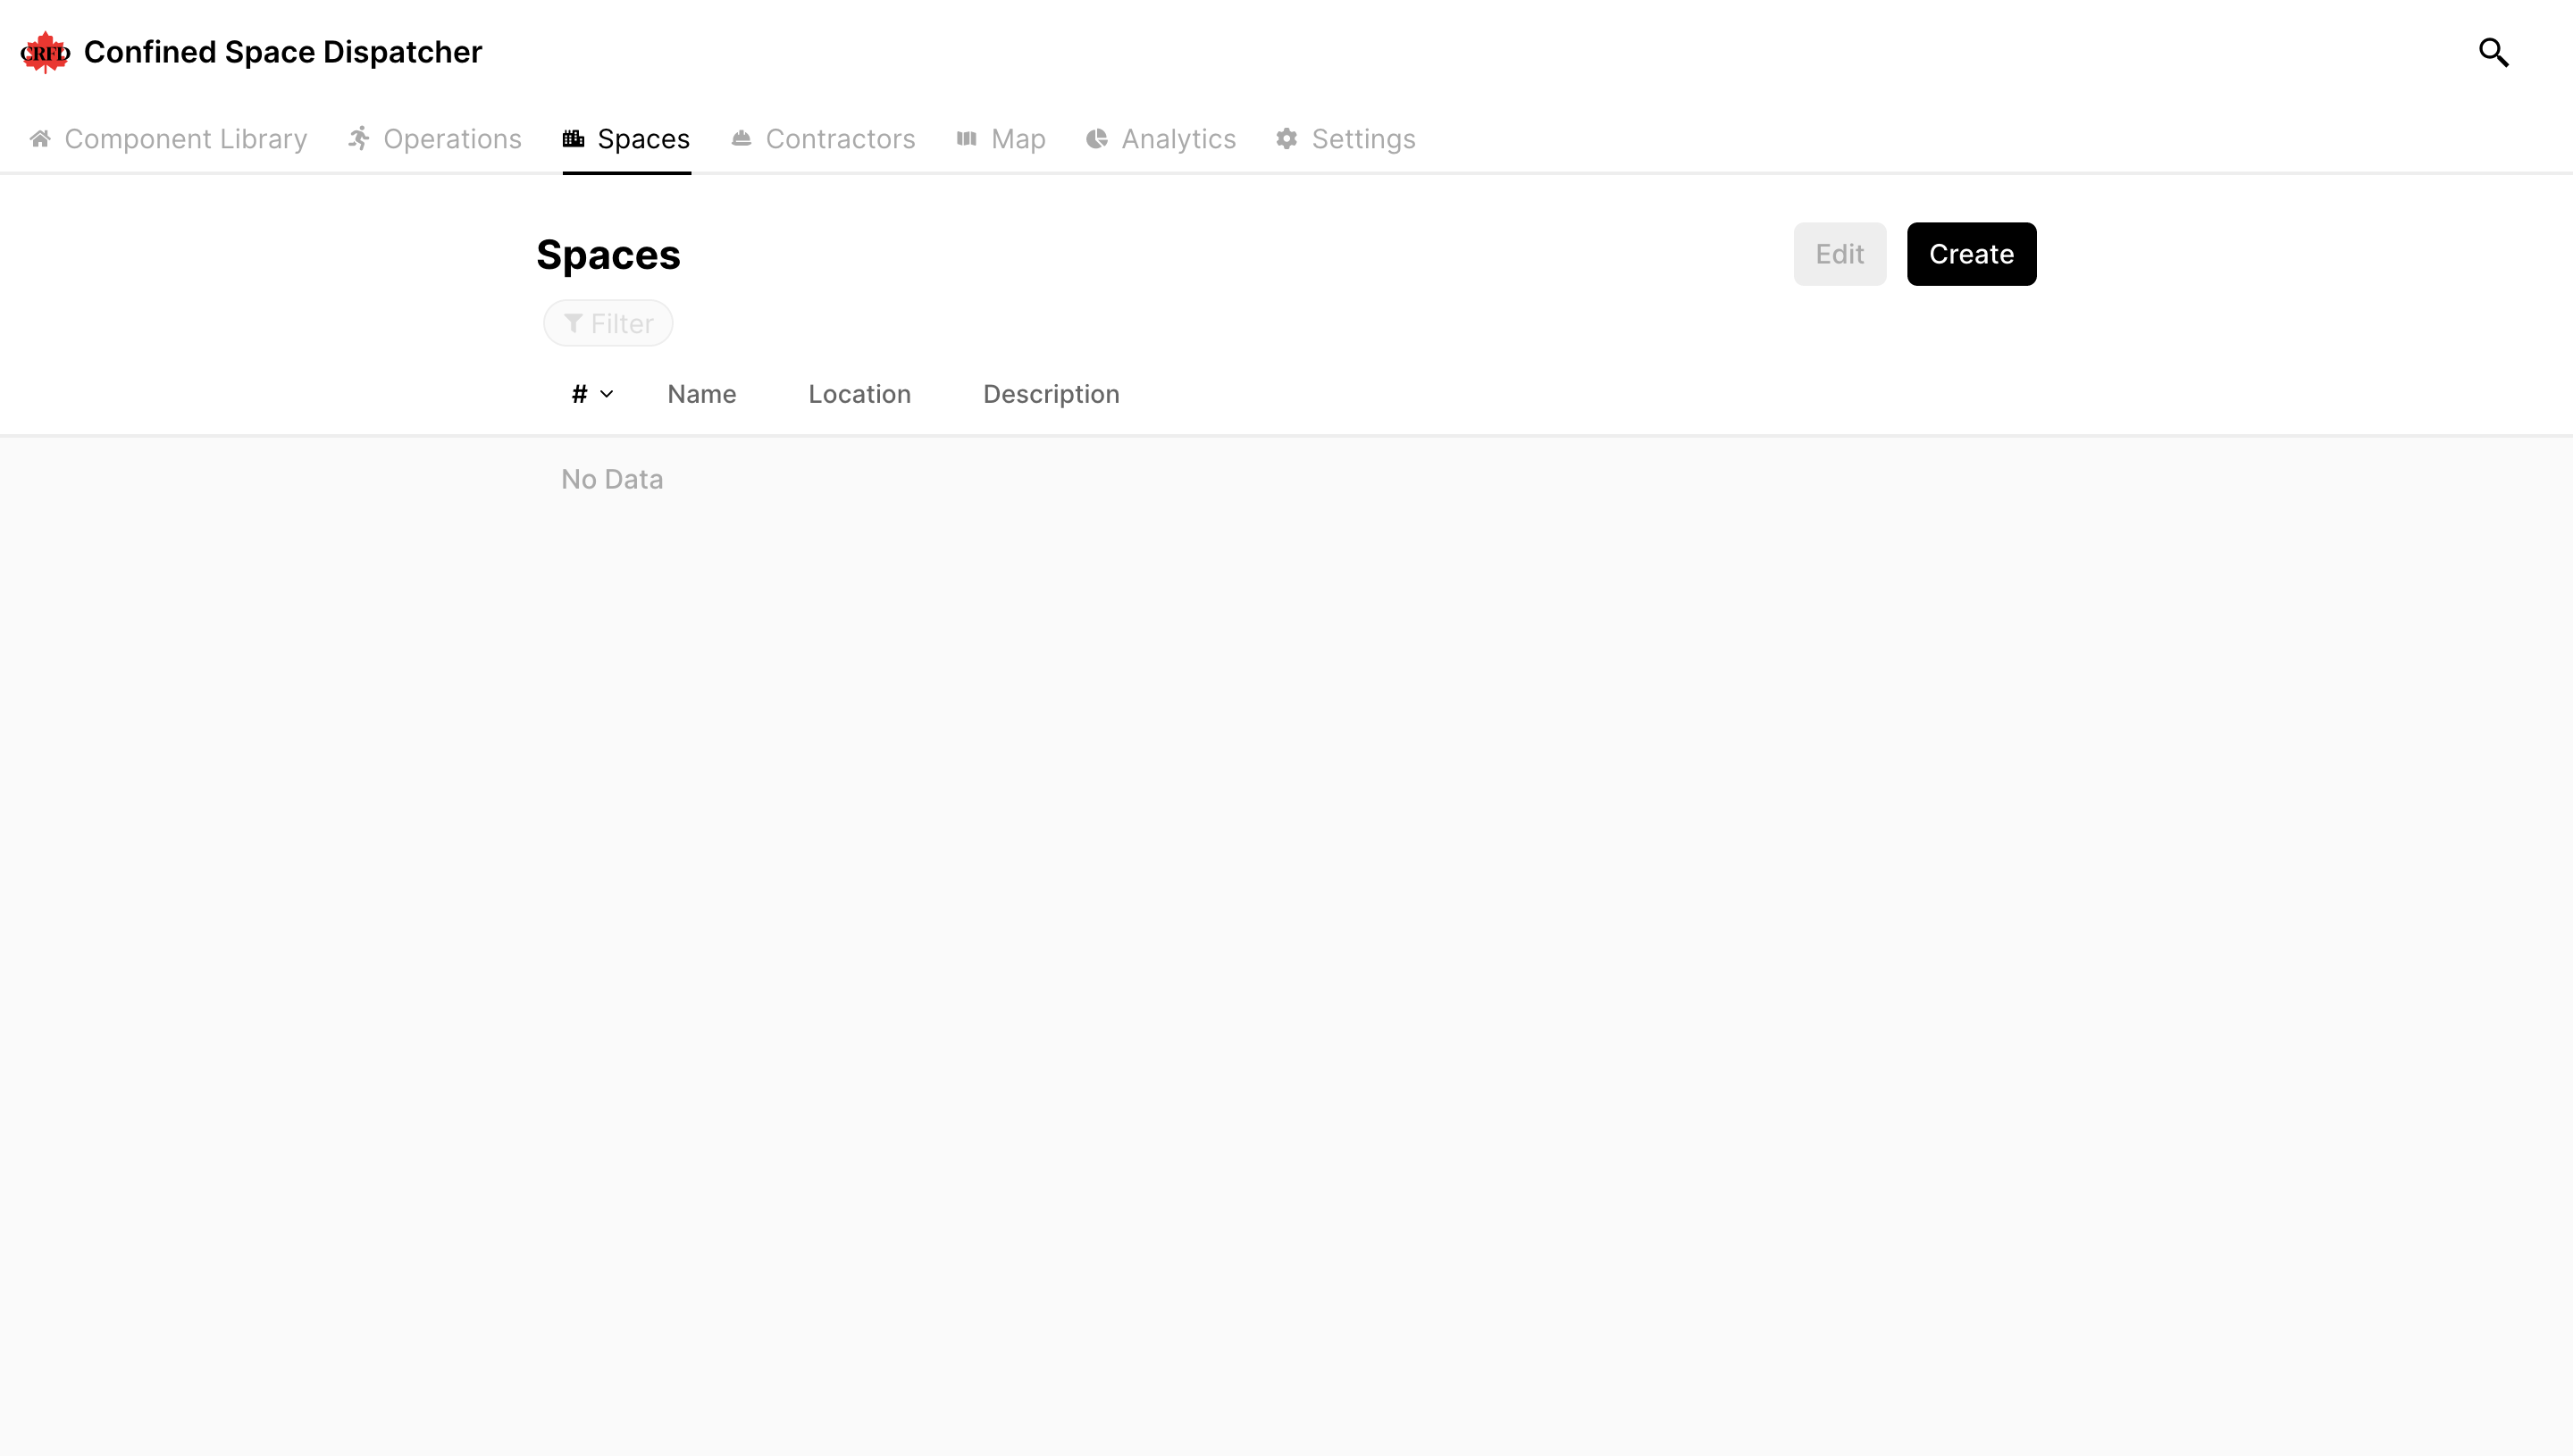 CRFD Confined Space Dispatcher
Component Library Operations Spaces Contractors Map Analytics Settings
Spaces Edit Create
Filter
# Name Location Description
No Data